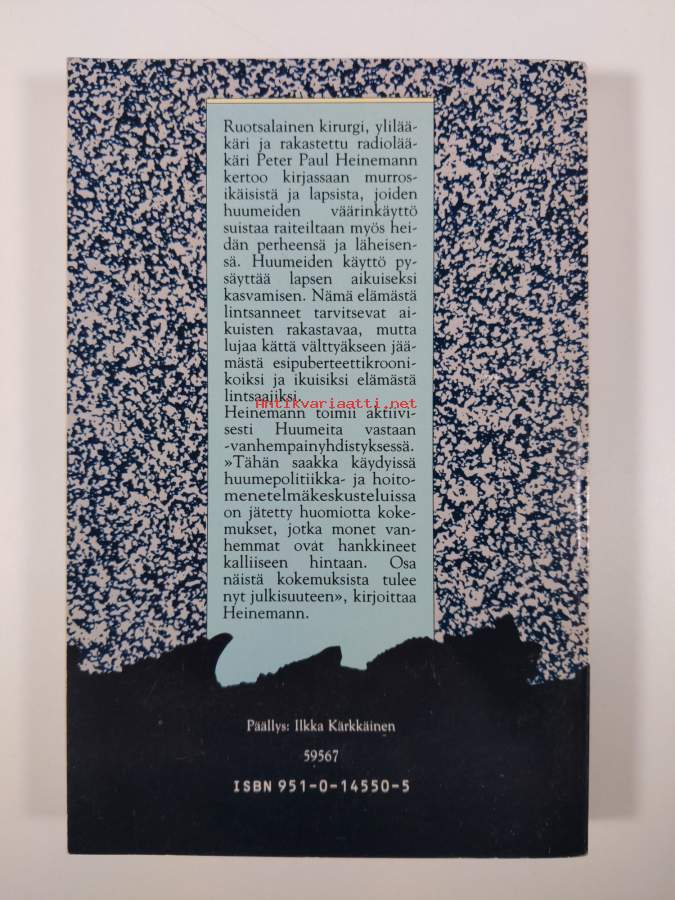 Ruotsalainen kirurgi, ylilää-
käri ja rakastettu radiolää-
käri Peter Paul Heinemann
kertoo kirjassaan murros-
ikäisistä ja lapsista, joiden
huumeiden väärinkäyttö
suistaa raiteiltaan myös hei-
dän perheensä ja läheisen-
sä. Huumeiden käyttö py-
säyttää lapsen aikuiseksi
kasvamisen. Nämä elämästä
lintsanneet tarvitsevat ai-
kuisten rakastavaa, mutta
lujaa kättä välttyäkseen jää-
mästä esipuberteettikrooni-
koiksi ja ikuisiksi elämästä
lintsaajiksi.
Antikvariaatti.net
Heinemann toimii aktiivi-
sesti Huumeita vastaan
-vanhempainyhdistyksessä.
»Tähän saakka käydyissä
huumepolitiikka- ja hoito-
menetelmäkeskusteluissa
on jätetty huomiotta koke-
mukset, jotka monet van-
hemmat ovat hankkineet
kalliiseen hintaan. Osa
näistä kokemuksista tulee
nyt julkisuuteen», kirjoittaa
Heinemann.
Päällys: Ilkka Kärkkäinen
59567
ISBN 951-0-14550-5